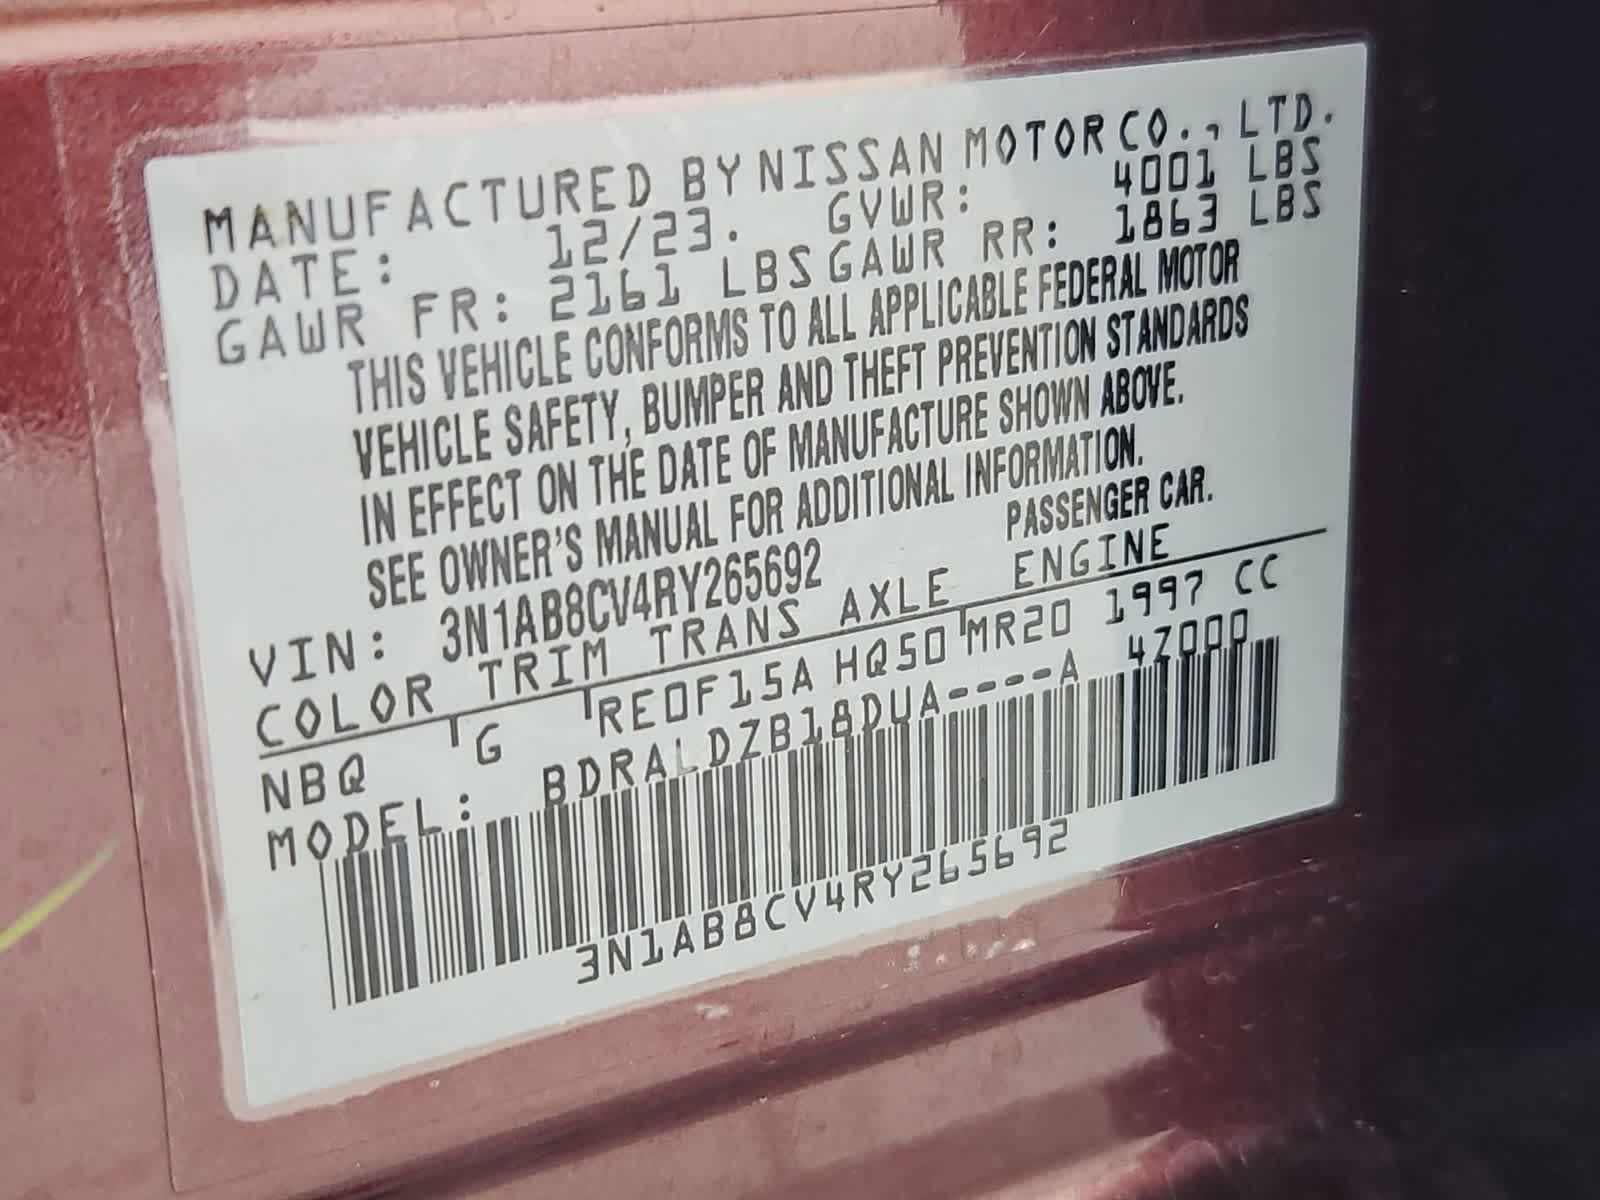 MANUFACTURED BY NISSAN MOTOR CO., LTD.
DATE: 12/23. GVWR: 4001 LBS
GAWR FR: 2161 LBS GAWR RR: 1863 LBS
THIS VEHICLE CONFORMS TO ALL APPLICABLE FEDERAL MOTOR
VEHICLE SAFETY, BUMPER AND THEFT PREVENTION STANDARDS
IN EFFECT ON THE DATE OF MANUFACTURE SHOWN ABOVE.
SEE OWNER'S MANUAL FOR ADDITIONAL INFORMATION.
VIN: 3N1AB8CV4RY265692 PASSENGER CAR.
COLOR TRIM TRANS AXLE ENGINE
NBQ G RE0F15A HQ50 MR20 1997 CC
MODEL: BDRALDZB18DUA----A 4Z000
3N1AB8CV4RY265692